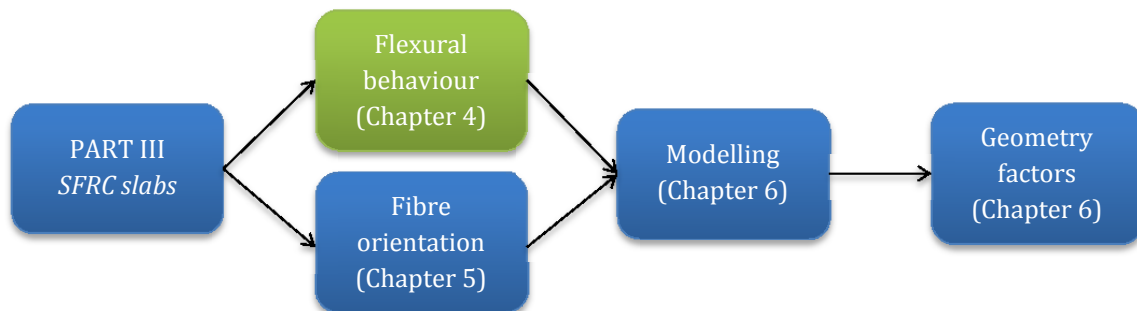 PART III
SFRC slabs
Flexural
behaviour
(Chapter 4)
Fibre
orientation
(Chapter 5)
Modelling
(Chapter 6)
Geometry
factors
(Chapter 6)